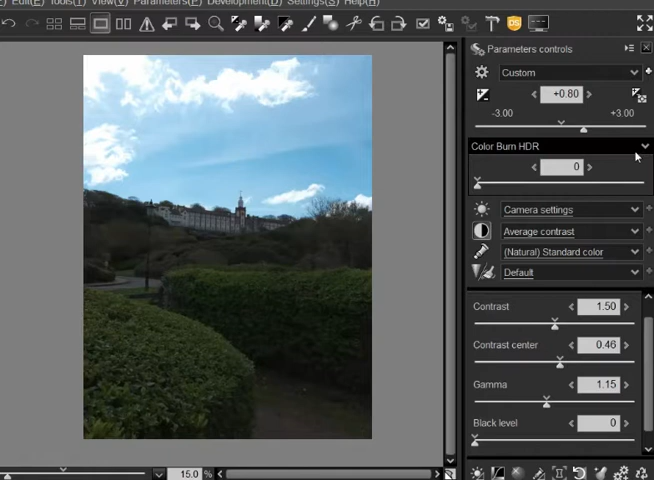 F) Edit(E) Tools(T) View(V) Parameters(P) Development(D) Settings(S) Help(H)
DS
Parameters controls
Custom
+0.80
-3.00 +3.00
Color Burn HDR
0
Camera settings
Average contrast
(Natural) Standard color
Default
Contrast 1.50
Contrast center 0.46
Gamma 1.15
Black level 0
15.0 %